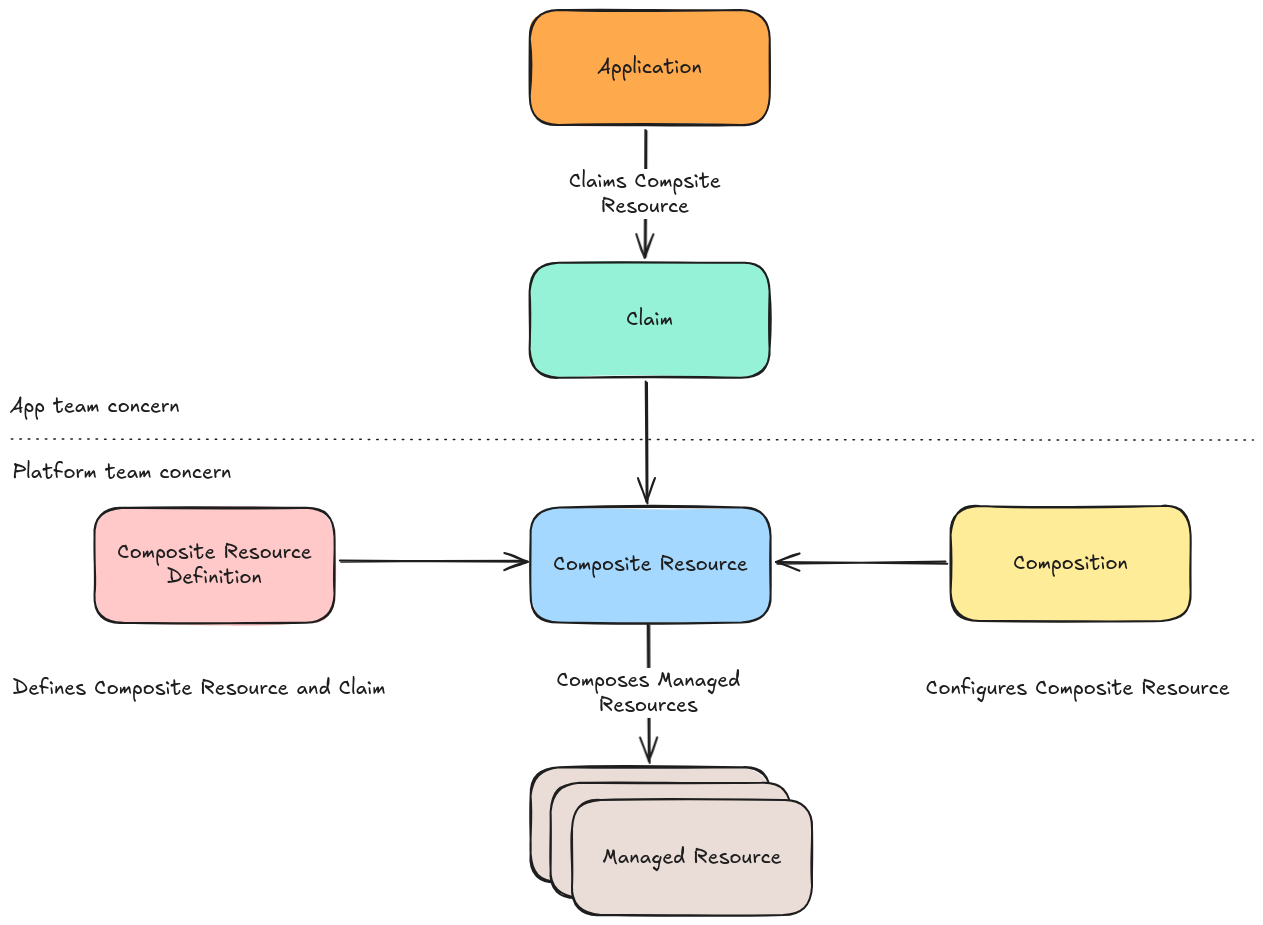 Application
Claims Compsite
Resource
Claim
App team concern
Platform team concern
Composite Resource
Definition
Composite Resource
Composition
Defines Composite Resource and Claim
Composes Managed
Resources
Configures Composite Resource
Managed Resource